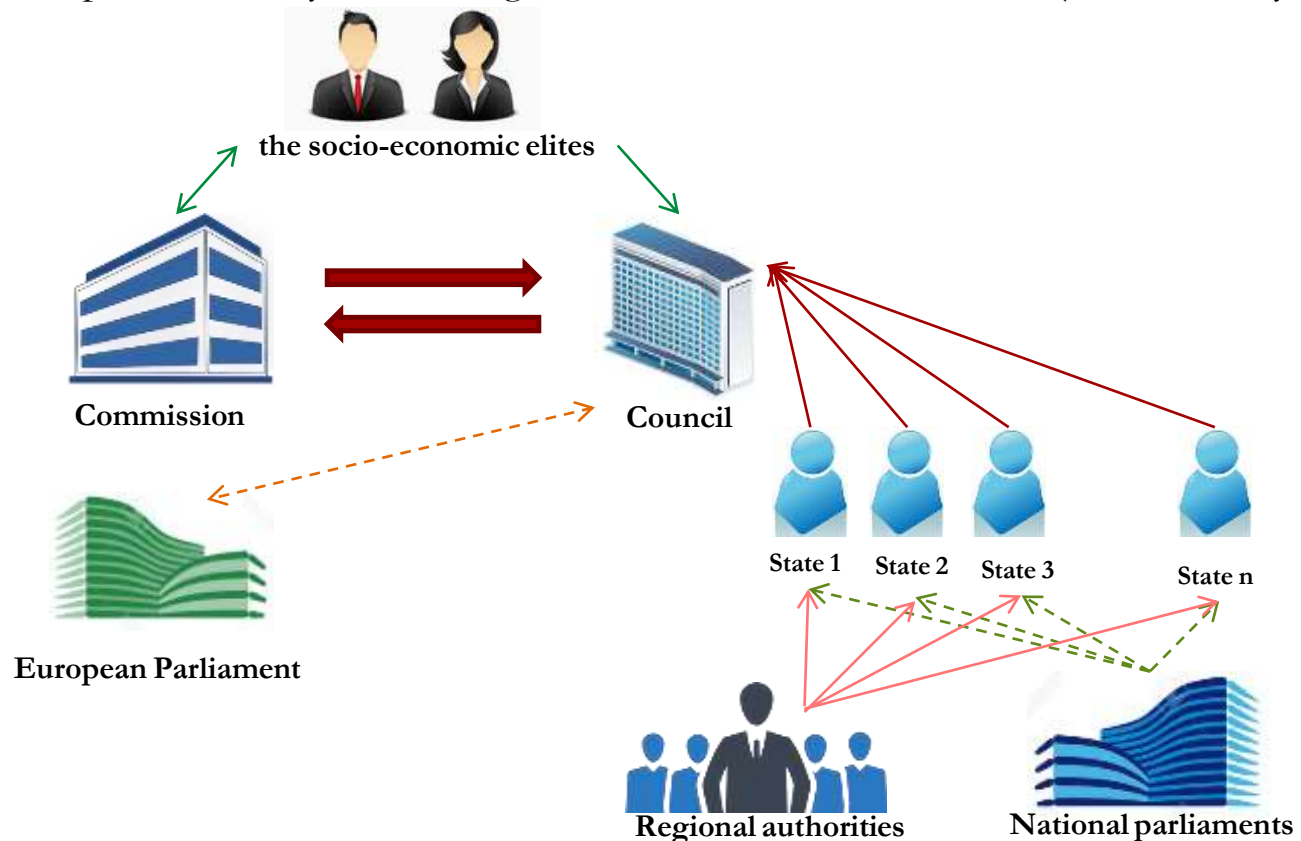 the socio-economic elites
Commission
Council
State 1
State 2
State 3
State n
European Parliament
Regional authorities
National parliaments